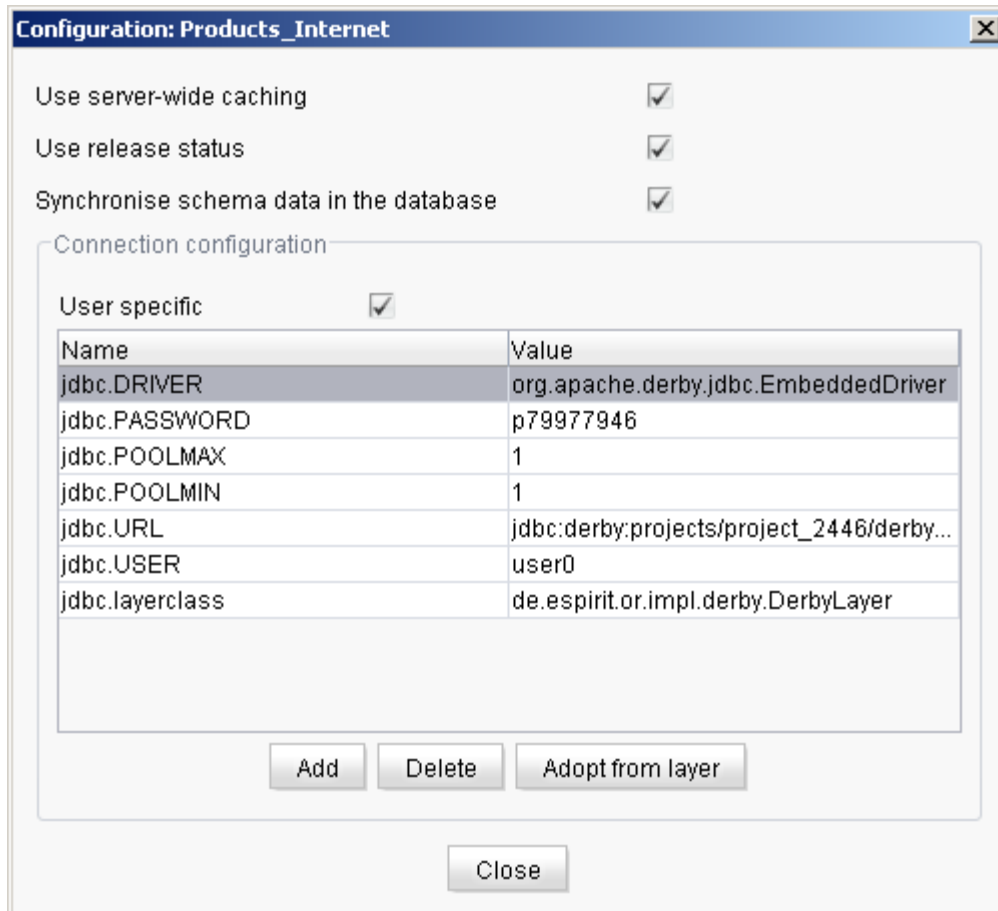 Configuration: Products_Internet
Use server-wide caching
Use release status
Synchronise schema data in the database
Connection configuration
User specific
Name Value
jdbc.DRIVER org.apache.derby.jdbc.EmbeddedDriver
jdbc.PASSWORD p79977946
jdbc.POOLMAX 1
jdbc.POOLMIN 1
jdbc.URL jdbc:derby:projects/project_2446/derby...
jdbc.USER user0
jdbc.layerclass de.espirit.or.impl.derby.DerbyLayer
Add Delete Adopt from layer
Close